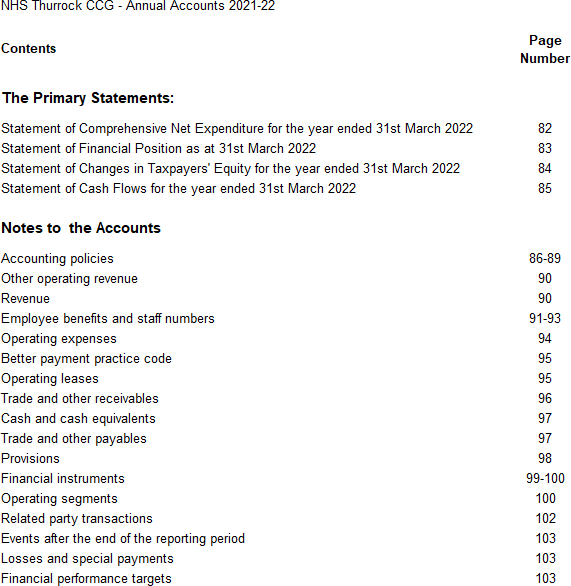 NHS Thurrock CCG - Annual Accounts 2021-22
Contents Page Number
The Primary Statements:
Statement of Comprehensive Net Expenditure for the year ended 31st March 2022 82
Statement of Financial Position as at 31st March 2022 83
Statement of Changes in Taxpayers' Equity for the year ended 31st March 2022 84
Statement of Cash Flows for the year ended 31st March 2022 85
Notes to the Accounts
Accounting policies 86-89
Other operating revenue 90
Revenue 90
Employee benefits and staff numbers 91-93
Operating expenses 94
Better payment practice code 95
Operating leases 95
Trade and other receivables 96
Cash and cash equivalents 97
Trade and other payables 97
Provisions 98
Financial instruments 99-100
Operating segments 100
Related party transactions 102
Events after the end of the reporting period 103
Losses and special payments 103
Financial performance targets 103